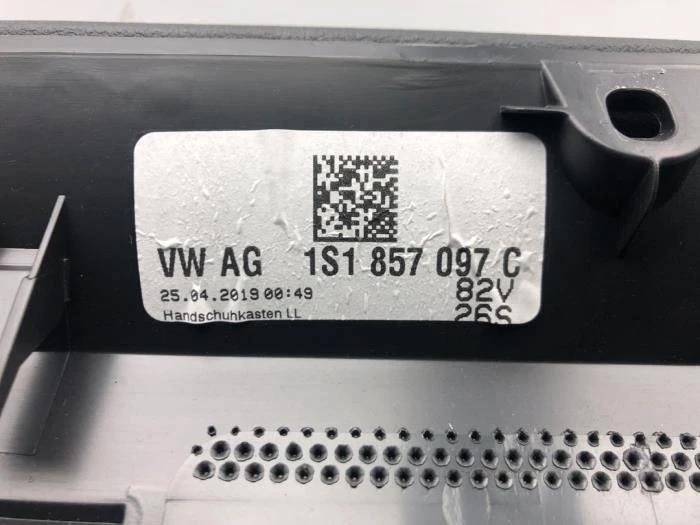 VW AG 1S1 857 097 C
25.04.2019 00:49 82V
Handschuhkasten LL 26S